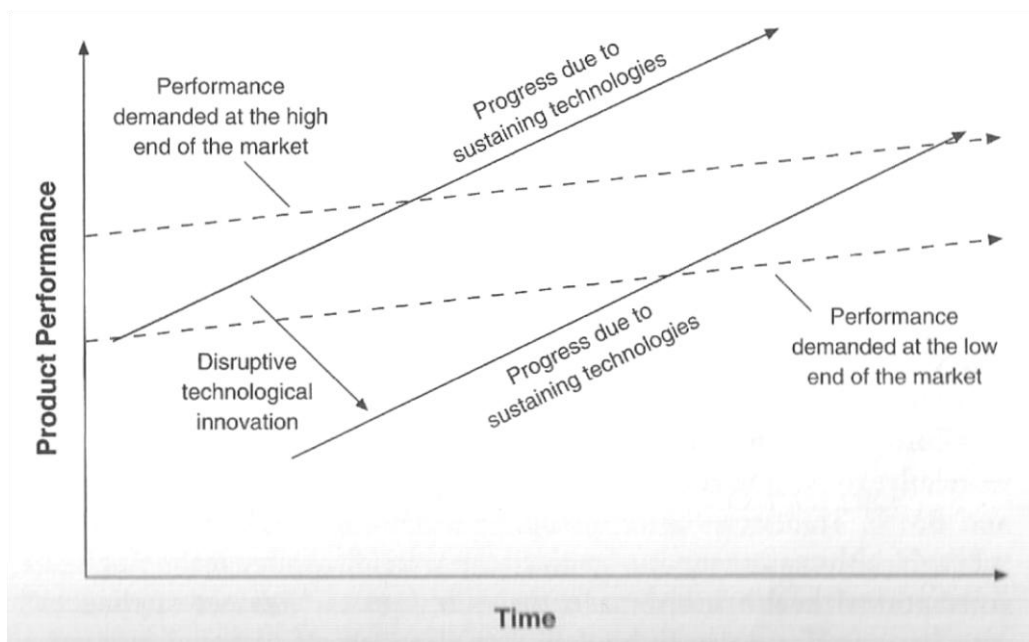 Performance
demanded at the high
end of the market
Progress due to
sustaining technologies
Product Performance
Disruptive
technological
innovation
Progress due to
sustaining technologies
Performance
demanded at the low
end of the market
Time